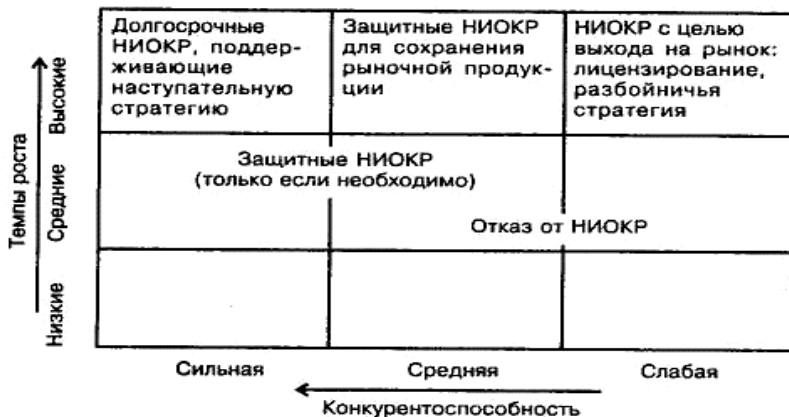 Долгосрочные
НИОКР, поддер-
живающие
наступательную
стратегию
Защитные НИОКР
для сохранения
рыночной продук-
ции
НИОКР с целью
выхода на рынок:
лицензирование,
разбойничья
стратегия
Защитные НИОКР
(только если необходимо)
Отказ от НИОКР
Темпы роста
Высокие
Средние
Низкие
Сильная
Средняя
Слабая
Конкурентоспособность